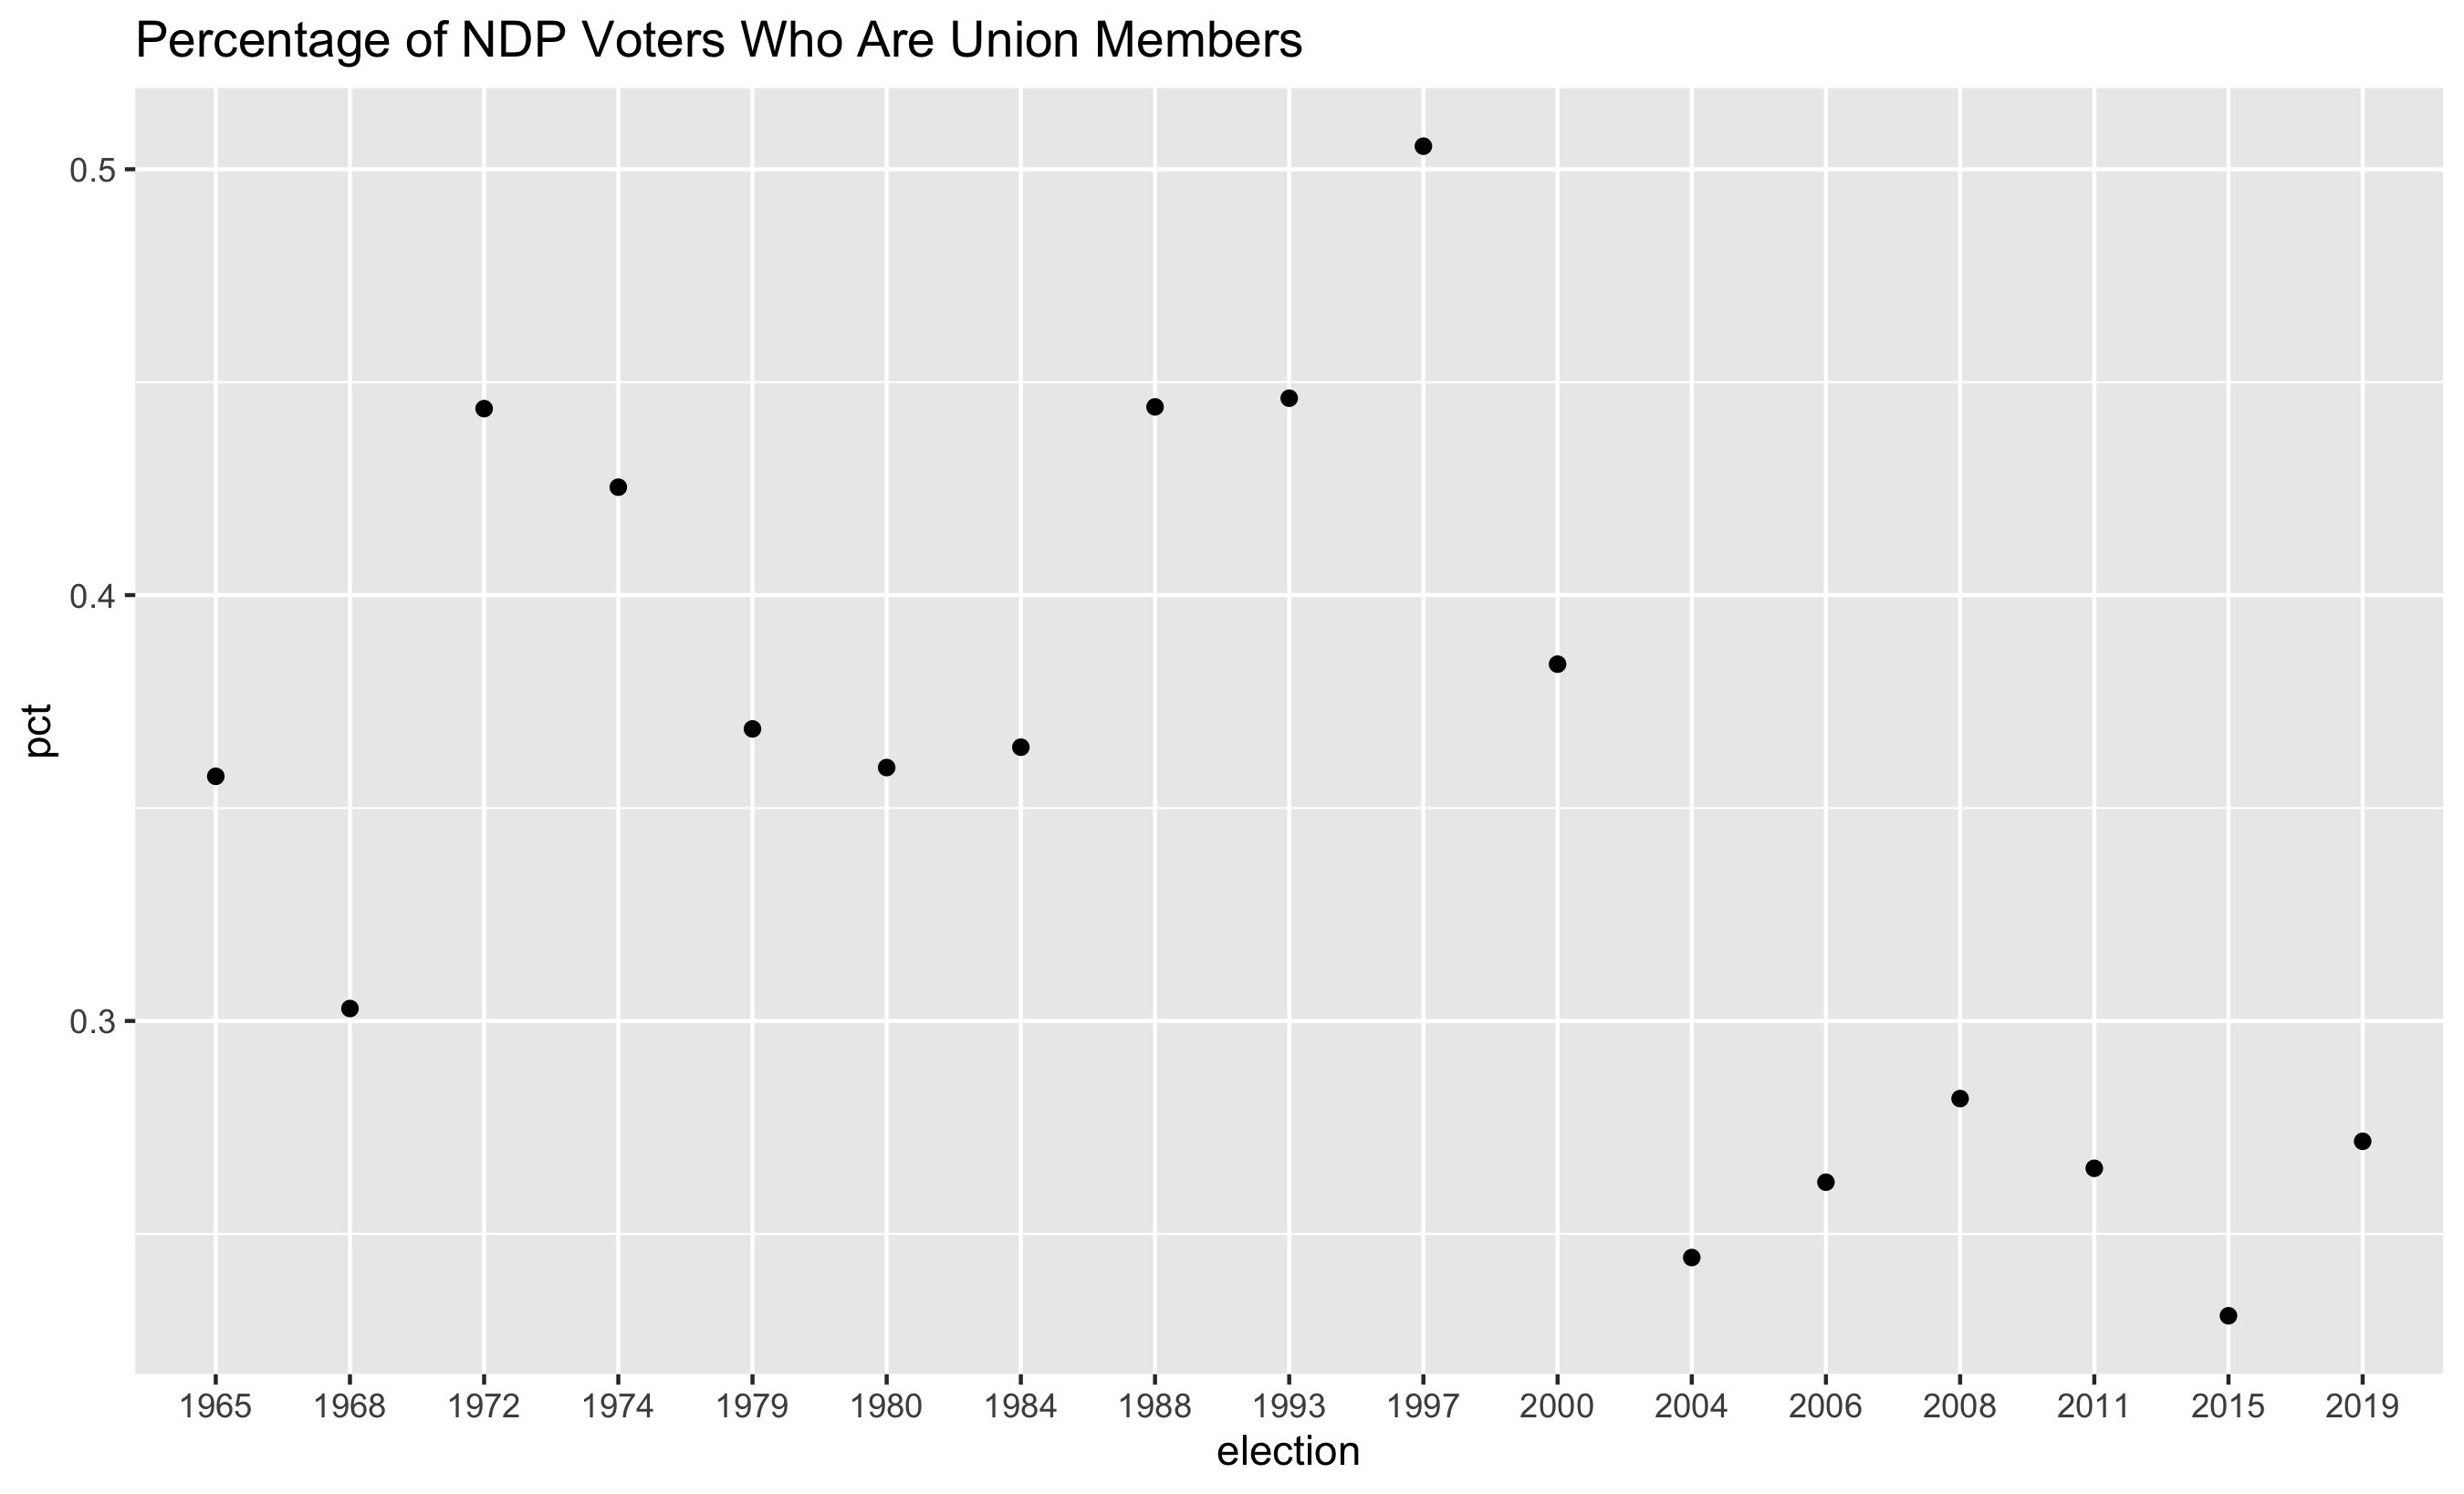 Percentage of NDP Voters Who Are Union Members
0.5
0.4
0.3
pct
1965 1968 1972 1974 1979 1980 1984 1988 1993 1997 2000 2004 2006 2008 2011 2015 2019
election